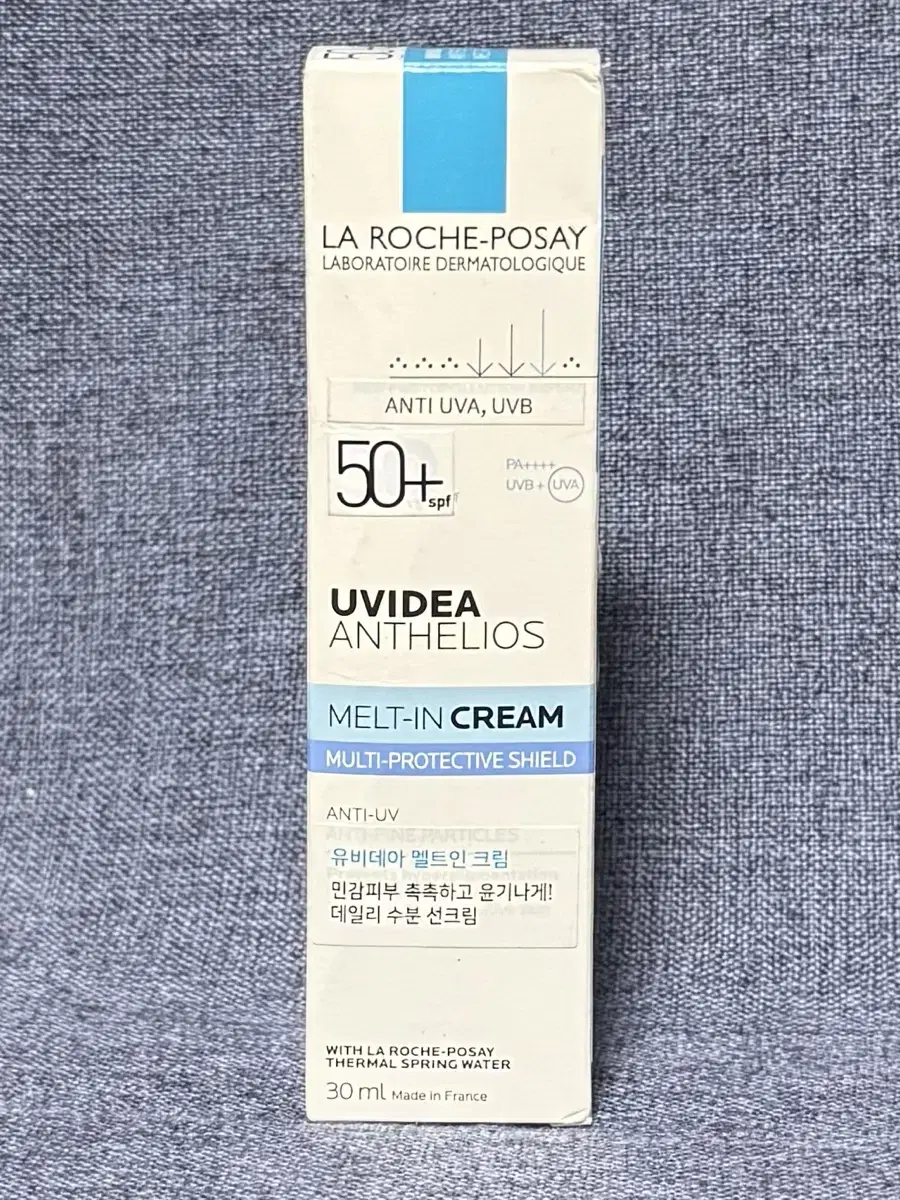 LA ROCHE-POSAY
LABORATOIRE DERMATOLOGIQUE
ANTI UVA, UVB
50+ spf
PA++++
UVB + UVA
UVIDEA
ANTHELIOS
MELT-IN CREAM
MULTI-PROTECTIVE SHIELD
ANTI-UV
ANTI-FINE PARTICLES
유비데아 멜트인 크림
민감피부 촉촉하고 윤기나게!
데일리 수분 선크림
WITH LA ROCHE-POSAY
THERMAL SPRING WATER
30 ml Made in France